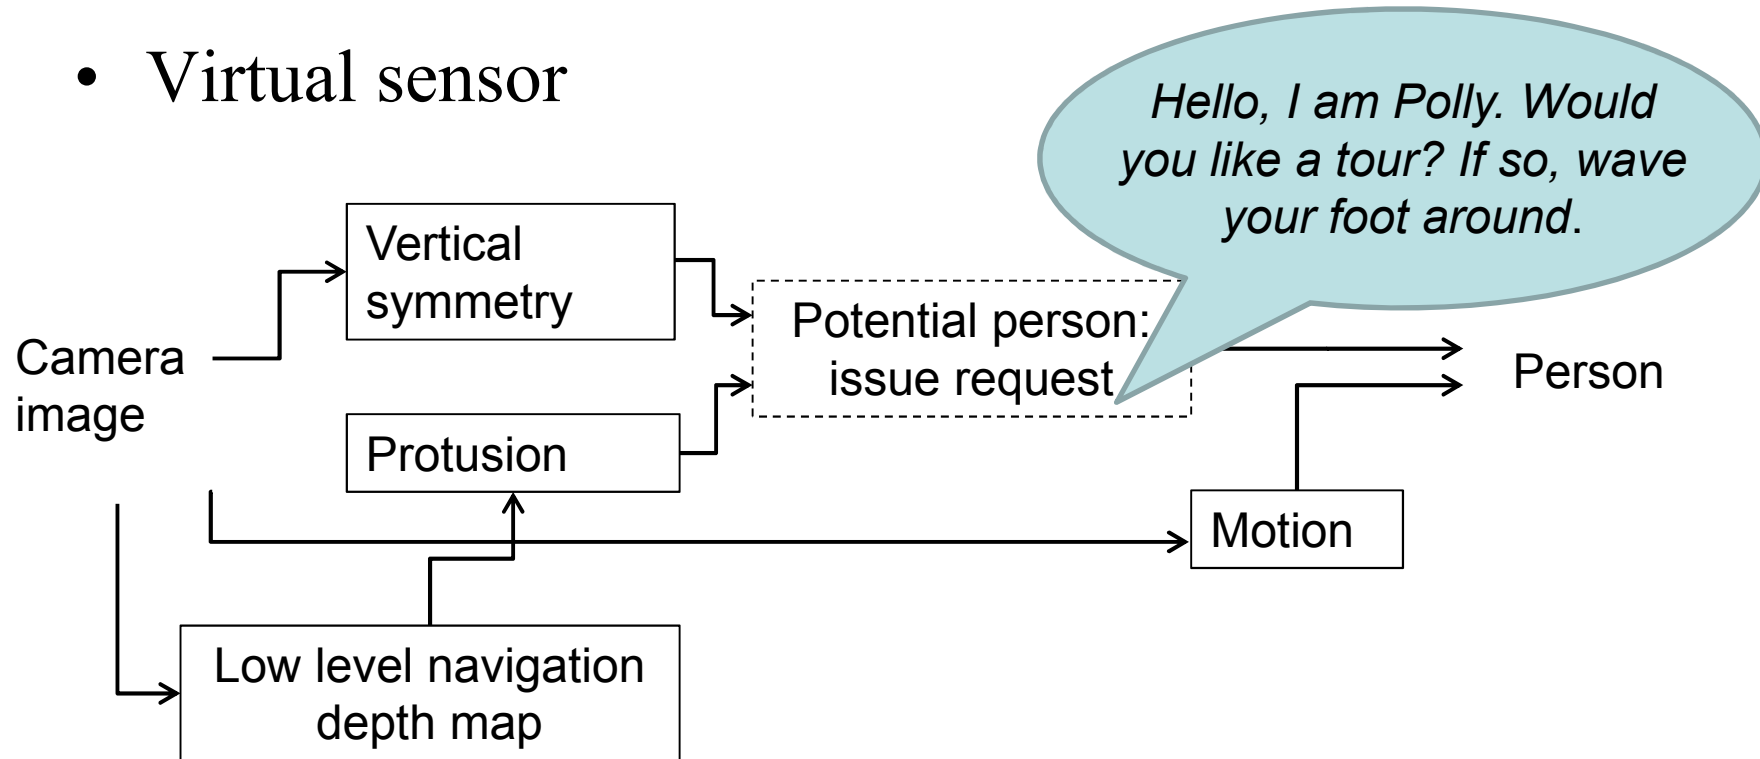 • Virtual sensor
Hello, I am Polly. Would
you like a tour? If so, wave
your foot around.
Vertical
symmetry
Potential person:
issue request
Camera
image
Person
Protusion
Motion
Low level navigation
depth map